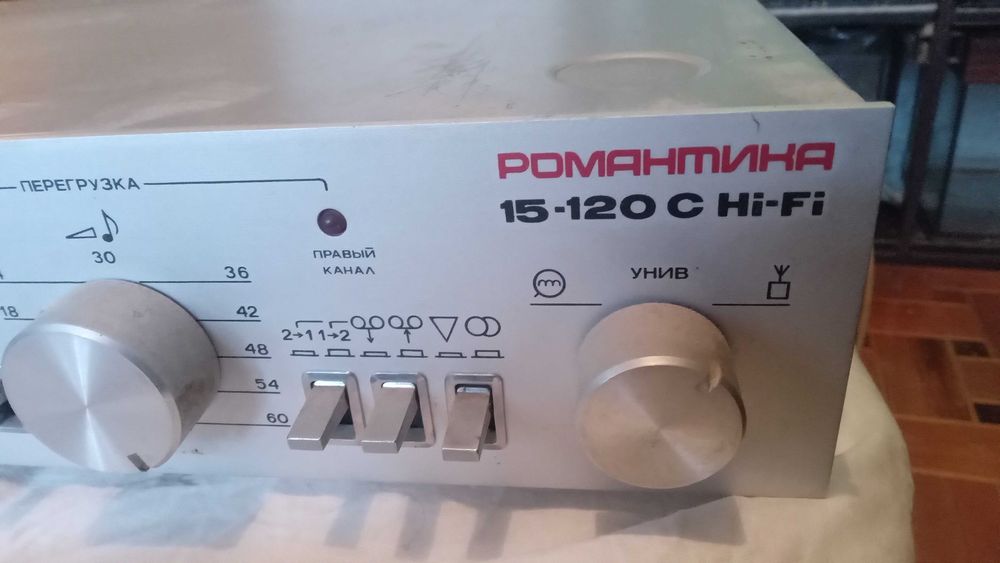 ПЕРЕГРУЗКА
РОМАНТИКА
15-120 С Hi-Fi
ПРАВЫЙ
КАНАЛ
30
36
УНИВ
18
42
2→1 1→2
48
54
60